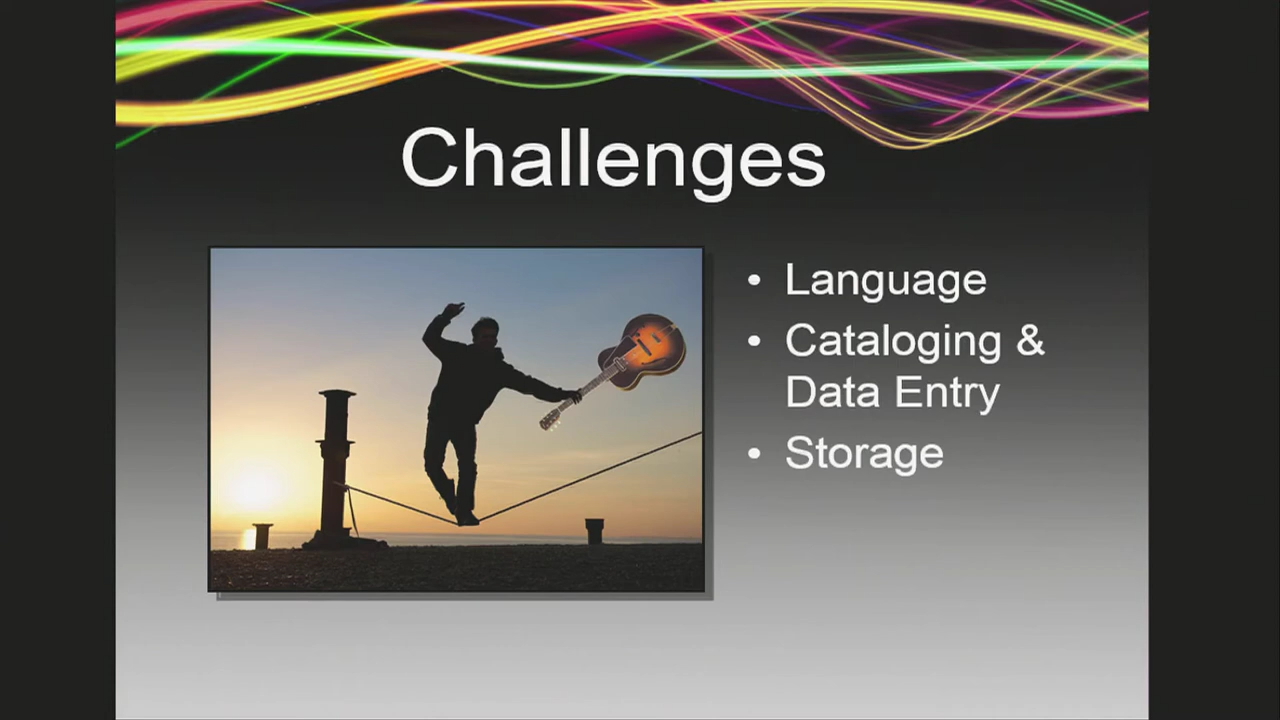 Challenges
• Language
• Cataloging &
Data Entry
• Storage